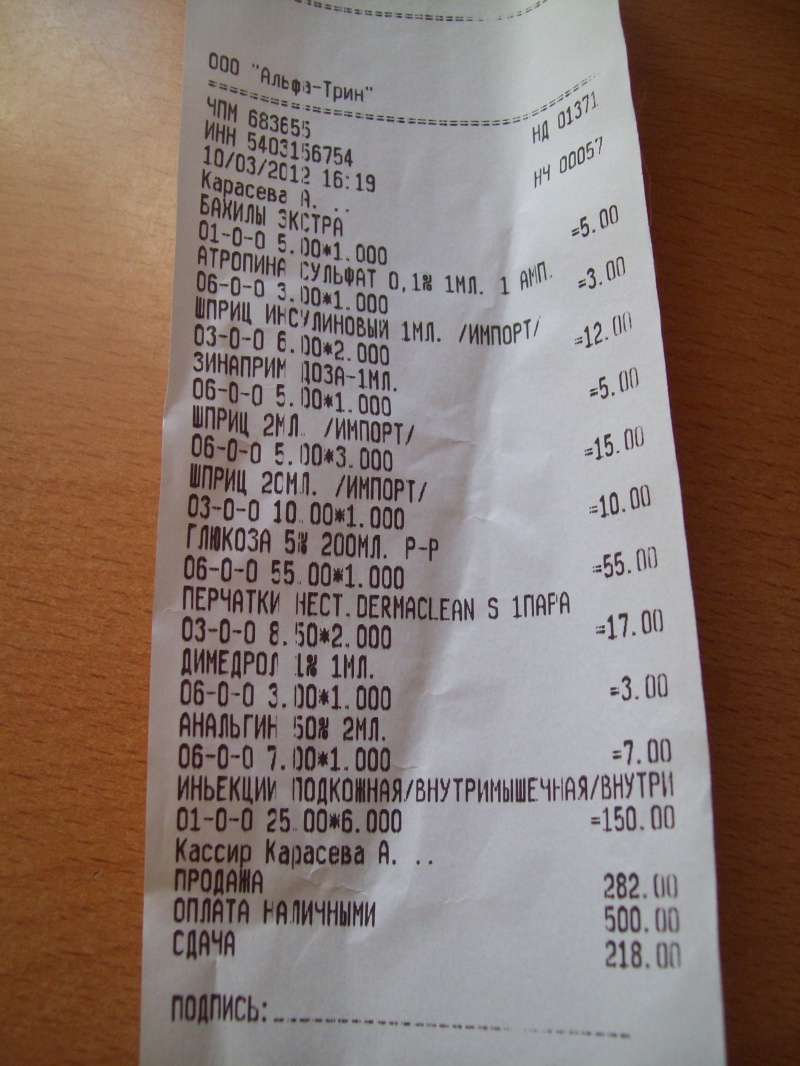 ООО "Альфа-Трин"
ЧПМ 683655 НД 01371
ИНН 5403156754 НЧ 00057
10/03/2012 16:19
Карасева А. ..
БАХИЛЫ ЭКСТРА
01-0-0 5.00*1.000 =5.00
АТРОПИНА СУЛЬФАТ 0,1% 1МЛ. 1 АМП.
06-0-0 3.00*1.000 =3.00
ШПРИЦ ИНСУЛИНОВЫЙ 1МЛ. /ИМПОРТ/
03-0-0 6.00*2.000 =12.00
ЗИНАПРИМ ДОЗА-1МЛ.
06-0-0 5.00*1.000 =5.00
ШПРИЦ 2МЛ. /ИМПОРТ/
06-0-0 5.00*3.000 =15.00
ШПРИЦ 20МЛ. /ИМПОРТ/
03-0-0 10.00*1.000 =10.00
ГЛЮКОЗА 5% 200МЛ. Р-Р
06-0-0 55.00*1.000 =55.00
ПЕРЧАТКИ НЕСТ.DERMACLEAN S 1ПАРА
03-0-0 8.50*2.000 =17.00
ДИМЕДРОЛ 1% 1МЛ.
06-0-0 3.00*1.000 =3.00
АНАЛЬГИН 50% 2МЛ.
06-0-0 7.00*1.000 =7.00
ИНЬЕКЦИИ ПОДКОЖНАЯ/ВНУТРИМЫШЕЧНАЯ/ВНУТРИ
01-0-0 25.00*6.000 =150.00
Кассир Карасева А. ..
ПРОДАЖА 282.00
ОПЛАТА НАЛИЧНЫМИ 500.00
СДАЧА 218.00
ПОДПИСЬ: